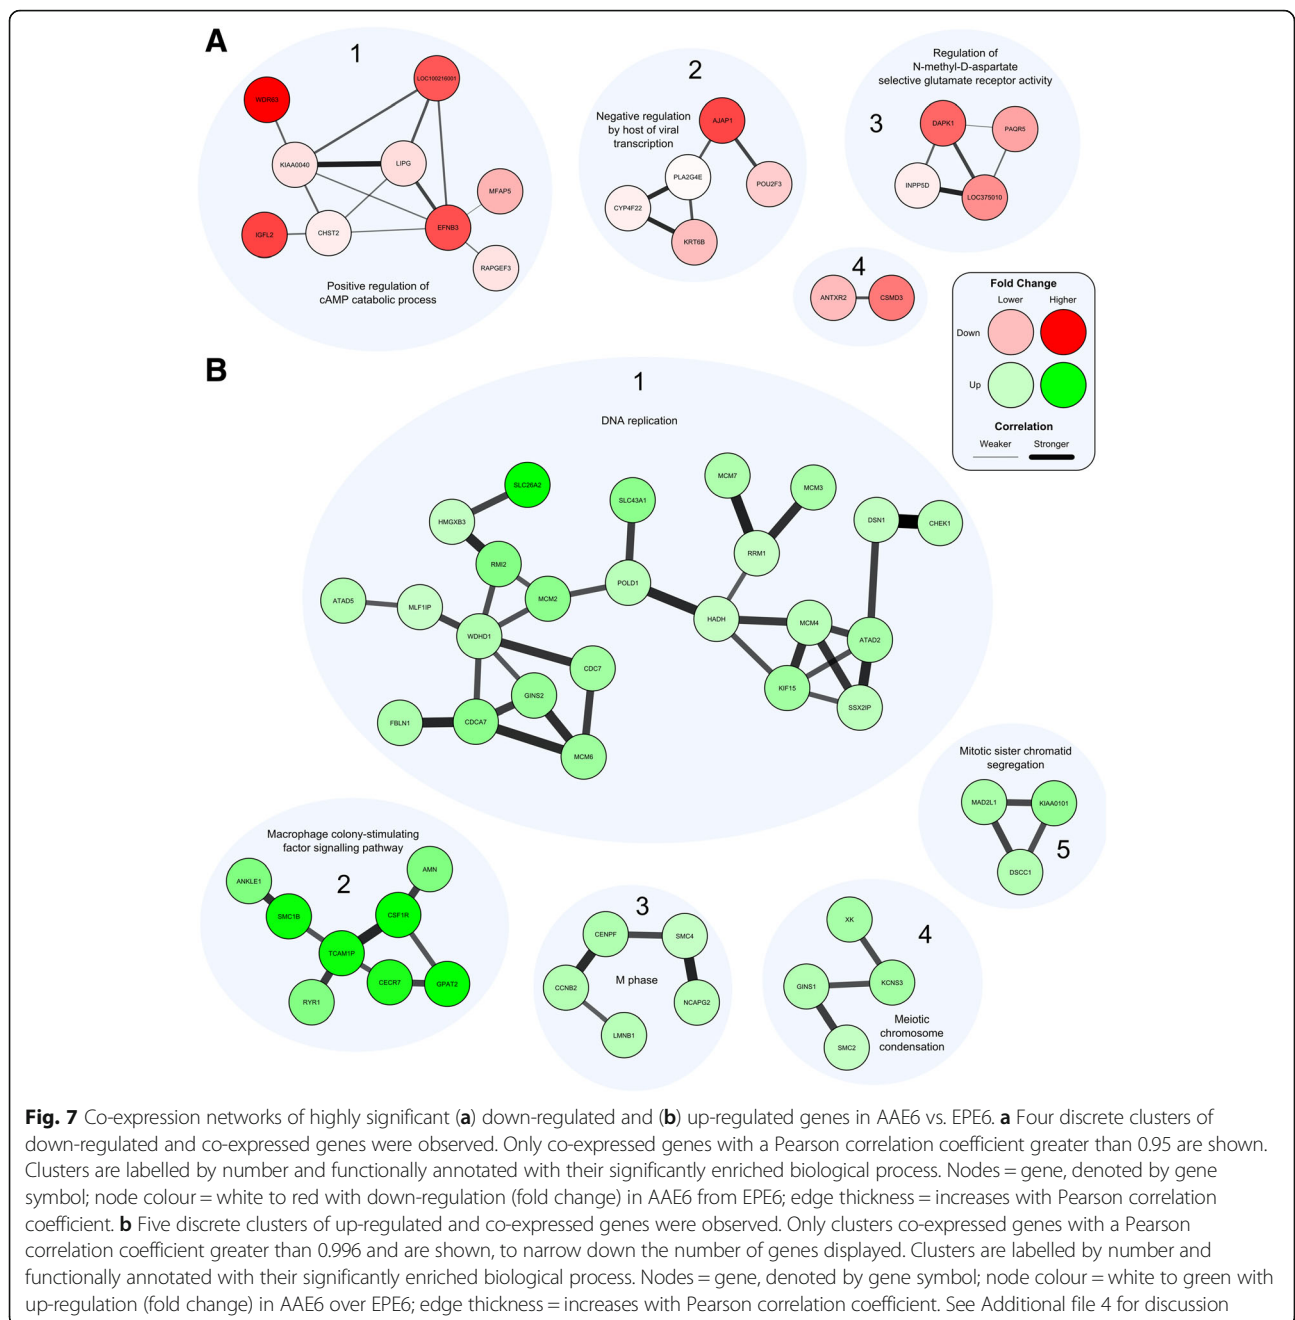 A
1
LOC100216001
WDR63
KIAA0040
LIPG
MFAP5
IGFL2
CHST2
EFNB3
RAPGEF3
Positive regulation of
cAMP catabolic process
2
Negative regulation
by host of viral
transcription
AJAP1
PLA2G4E
POU2F3
CYP4F22
KRT6B
Regulation of
N-methyl-D-aspartate
selective glutamate receptor activity
3
DAPK1
PAQR5
INPP5D
LOC375010
4
ANTXR2
CSMD3
Fold Change
Lower
Higher
Down
Up
Correlation
Weaker
Stronger
B
1
DNA replication
SLC26A2
HMGXB3
RMI2
SLC43A1
MCM7
MCM3
DSN1
CHEK1
RRM1
ATAD5
MLF1IP
MCM2
POLD1
WDHD1
HADH
MCM4
ATAD2
CDC7
GINS2
KIF15
SSX2IP
FBLN1
CDCA7
MCM6
Macrophage colony-stimulating
factor signalling pathway
2
ANKLE1
AMN
SMC1B
CSF1R
TCAM1P
CECR7
GPAT2
RYR1
3
CENPF
SMC4
M phase
CCNB2
NCAPG2
LMNB1
4
XK
GINS1
KCNS3
SMC2
Meiotic
chromosome
condensation
Mitotic sister chromatid
segregation
MAD2L1
KIAA0101
5
DSCC1
Fig. 7 Co-expression networks of highly significant (a) down-regulated and (b) up-regulated genes in AAE6 vs. EPE6. a Four discrete clusters of
down-regulated and co-expressed genes were observed. Only co-expressed genes with a Pearson correlation coefficient greater than 0.95 are shown.
Clusters are labelled by number and functionally annotated with their significantly enriched biological process. Nodes = gene, denoted by gene
symbol; node colour = white to red with down-regulation (fold change) in AAE6 from EPE6; edge thickness = increases with Pearson correlation
coefficient. b Five discrete clusters of up-regulated and co-expressed genes were observed. Only clusters co-expressed genes with a Pearson
correlation coefficient greater than 0.996 and are shown, to narrow down the number of genes displayed. Clusters are labelled by number and
functionally annotated with their significantly enriched biological process. Nodes = gene, denoted by gene symbol; node colour = white to green with
up-regulation (fold change) in AAE6 over EPE6; edge thickness = increases with Pearson correlation coefficient. See Additional file 4 for discussion